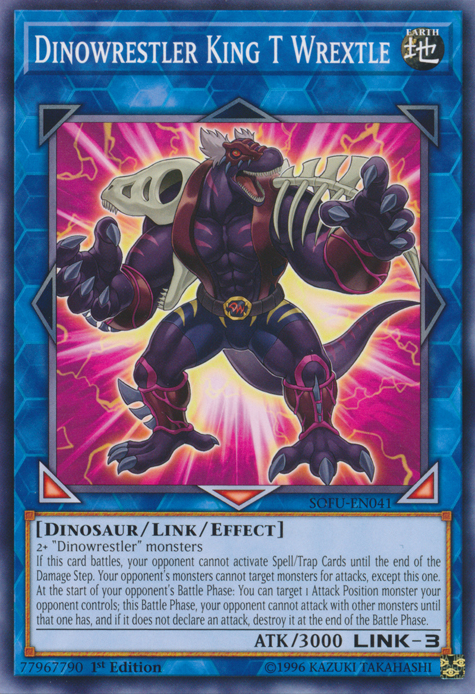 DINOWRESTLER KING T WREXTLE
EARTH
地
SOFU-EN041
[DINOSAUR/LINK/EFFECT]
2+ "Dinowrestler" monsters
If this card battles, your opponent cannot activate Spell/Trap Cards until the end of the
Damage Step. Your opponent's monsters cannot target monsters for attacks, except this one.
At the start of your opponent's Battle Phase: You can target 1 Attack Position monster your
opponent controls; this Battle Phase, your opponent cannot attack with other monsters until
that one has, and if it does not declare an attack, destroy it at the end of the Battle Phase.
ATK/3000 LINK-3
77967790 1st Edition ©1996 KAZUKI TAKAHASHI